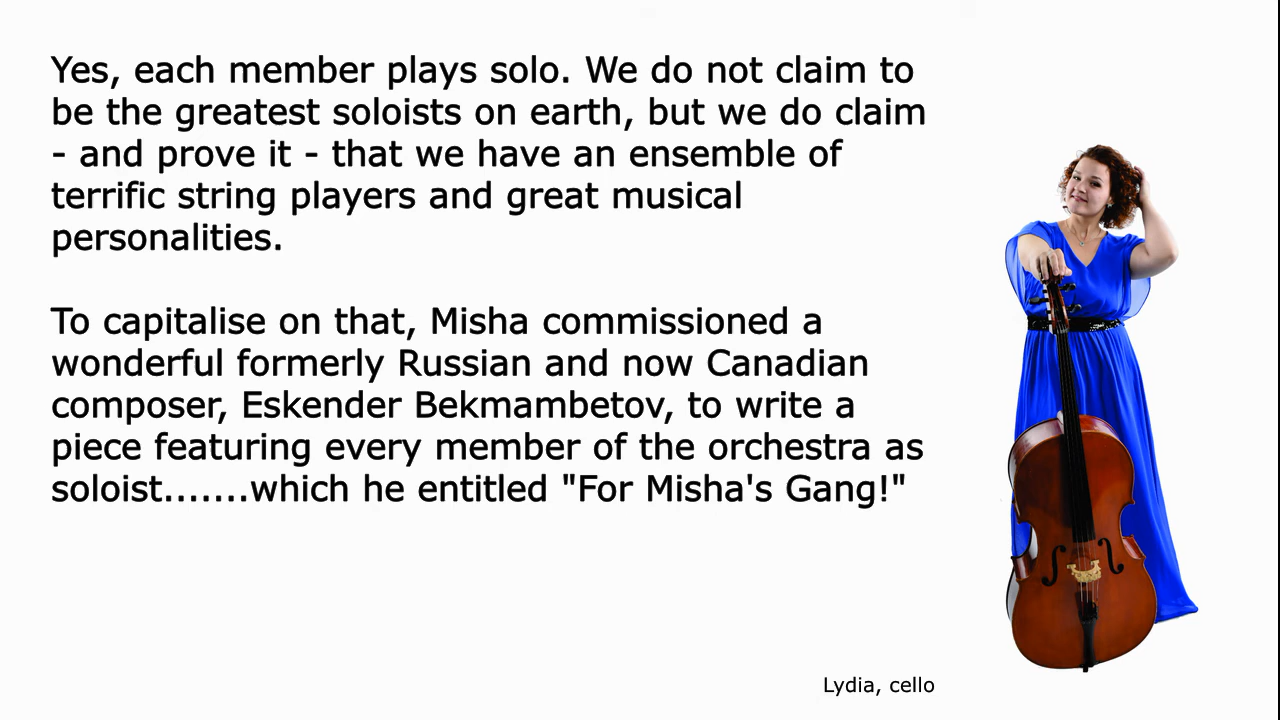 Yes, each member plays solo. We do not claim to
be the greatest soloists on earth, but we do claim
- and prove it - that we have an ensemble of
terrific string players and great musical
personalities.
To capitalise on that, Misha commissioned a
wonderful formerly Russian and now Canadian
composer, Eskender Bekmambetov, to write a
piece featuring every member of the orchestra as
soloist.......which he entitled "For Misha's Gang!"
Lydia, cello